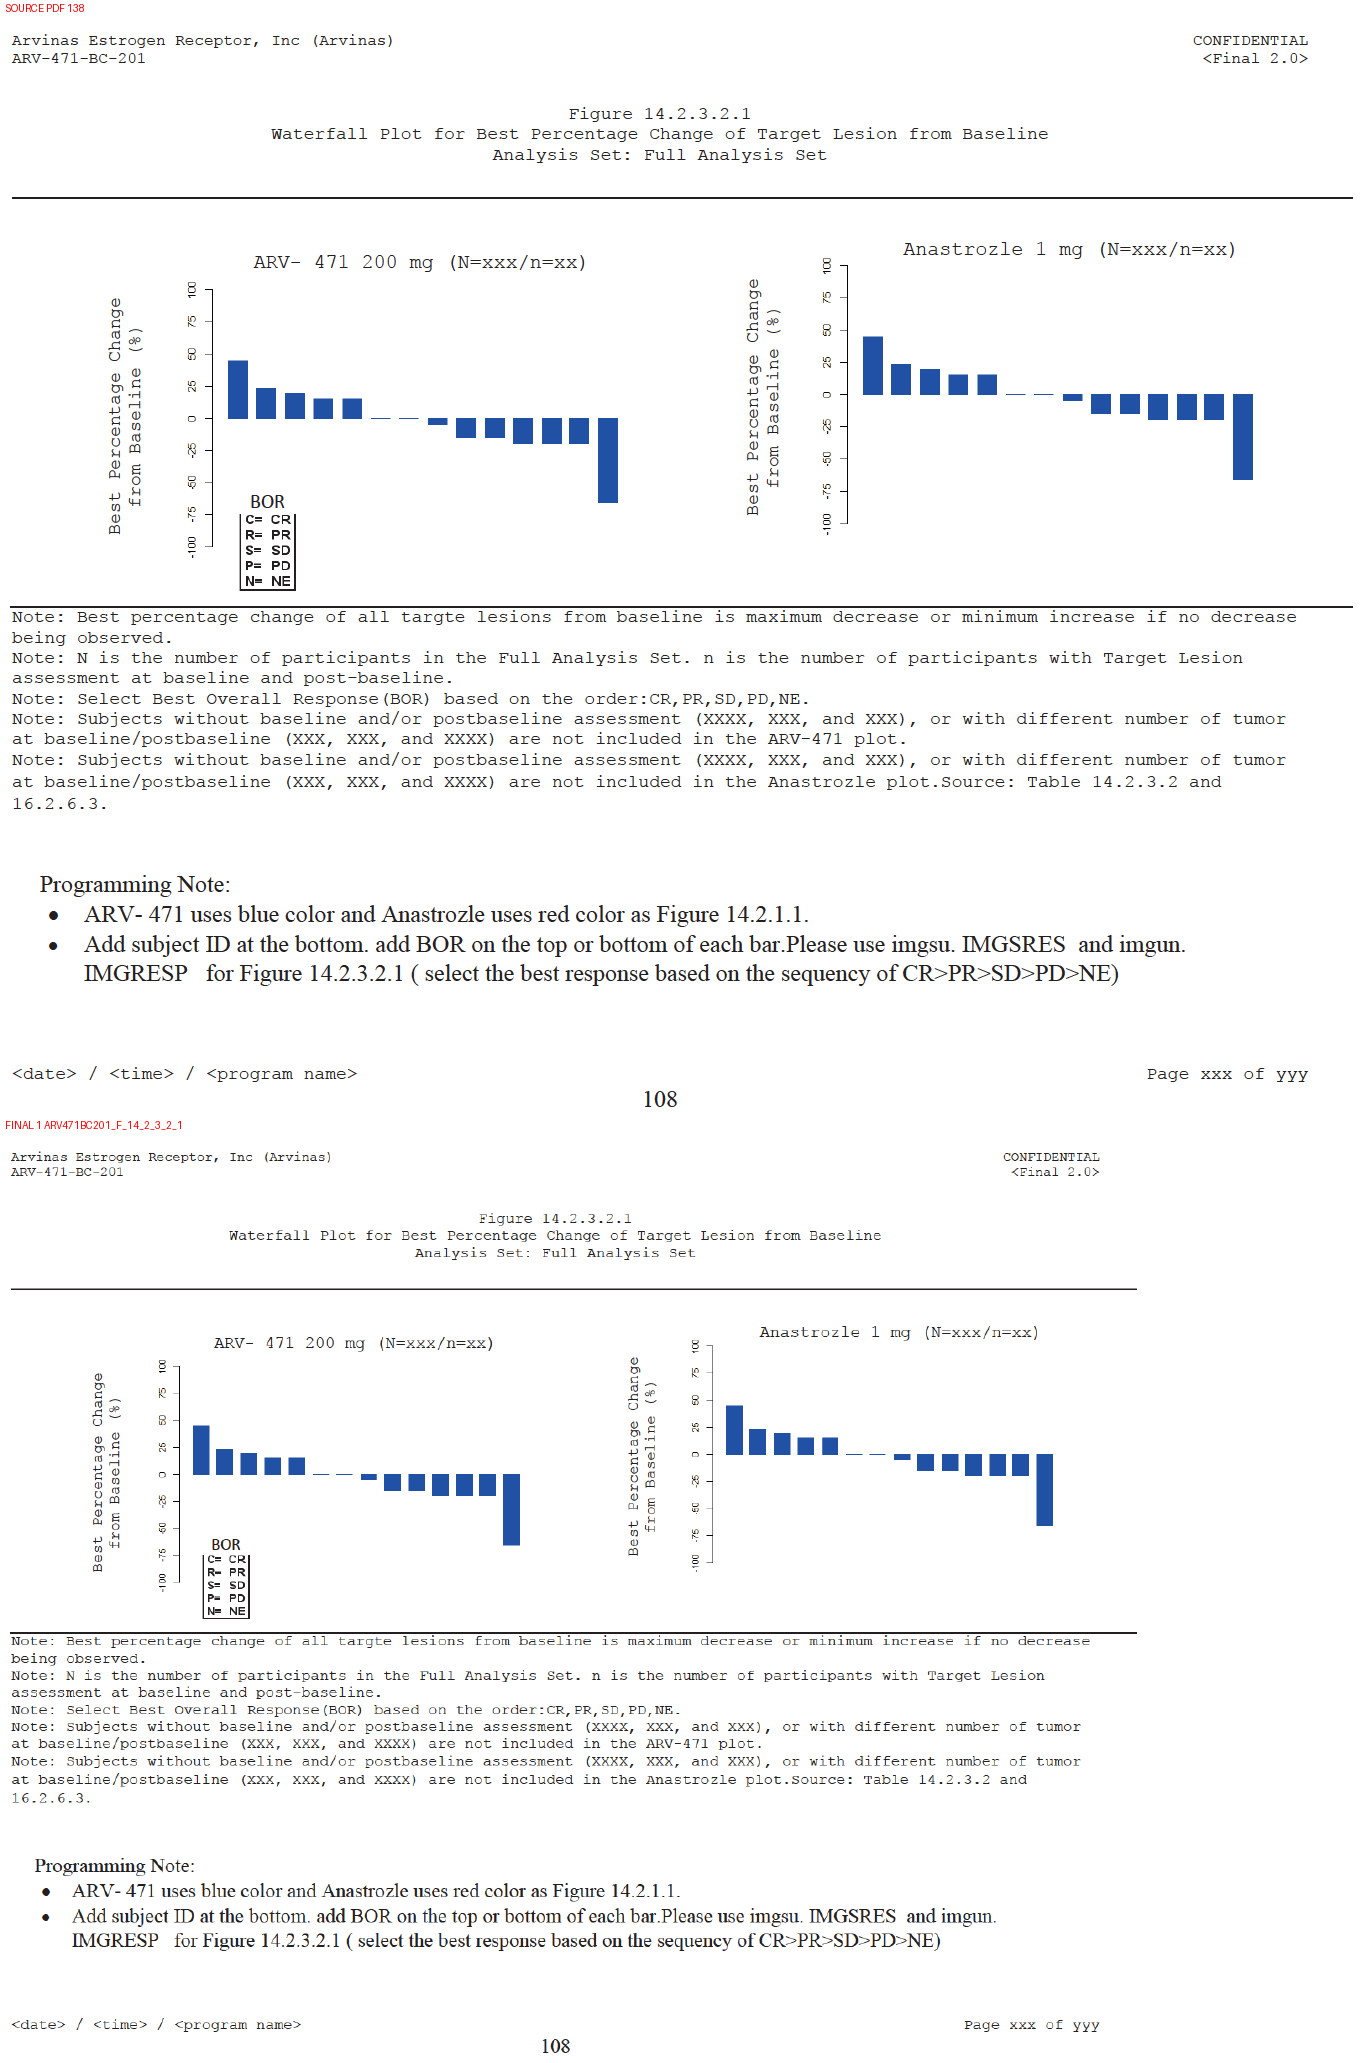 SOURCE PDF 138
Arvinas Estrogen Receptor, Inc (Arvinas) CONFIDENTIAL
ARV-471-BC-201 <Final 2.0>
Figure 14.2.3.2.1
Waterfall Plot for Best Percentage Change of Target Lesion from Baseline
Analysis Set: Full Analysis Set
ARV- 471 200 mg (N=xxx/n=xx)
Best Percentage Change
from Baseline (%)
100
75
50
25
0
-25
-50
-75
-100
BOR
C= CR
R= PR
S= SD
P= PD
N= NE
Anastrozle 1 mg (N=xxx/n=xx)
Best Percentage Change
from Baseline (%)
100
75
50
25
0
-25
-50
-75
-100
Note: Best percentage change of all targte lesions from baseline is maximum decrease or minimum increase if no decrease
being observed.
Note: N is the number of participants in the Full Analysis Set. n is the number of participants with Target Lesion
assessment at baseline and post-baseline.
Note: Select Best Overall Response(BOR) based on the order:CR,PR,SD,PD,NE.
Note: Subjects without baseline and/or postbaseline assessment (XXXX, XXX, and XXX), or with different number of tumor
at baseline/postbaseline (XXX, XXX, and XXXX) are not included in the ARV-471 plot.
Note: Subjects without baseline and/or postbaseline assessment (XXXX, XXX, and XXX), or with different number of tumor
at baseline/postbaseline (XXX, XXX, and XXXX) are not included in the Anastrozle plot.Source: Table 14.2.3.2 and
16.2.6.3.
Programming Note:
• ARV- 471 uses blue color and Anastrozle uses red color as Figure 14.2.1.1.
• Add subject ID at the bottom. add BOR on the top or bottom of each bar.Please use imgsu. IMGSRES and imgun.
IMGRESP for Figure 14.2.3.2.1 ( select the best response based on the sequency of CR>PR>SD>PD>NE)
<date> / <time> / <program name> Page xxx of yyy
108
FINAL 1 ARV471BC201_F_14_2_3_2_1
Arvinas Estrogen Receptor, Inc (Arvinas) CONFIDENTIAL
ARV-471-BC-201 <Final 2.0>
Figure 14.2.3.2.1
Waterfall Plot for Best Percentage Change of Target Lesion from Baseline
Analysis Set: Full Analysis Set
ARV- 471 200 mg (N=xxx/n=xx)
Best Percentage Change
from Baseline (%)
100
75
50
25
0
-25
-50
-75
-100
BOR
C= CR
R= PR
S= SD
P= PD
N= NE
Anastrozle 1 mg (N=xxx/n=xx)
Best Percentage Change
from Baseline (%)
100
75
50
25
0
-25
-50
-75
-100
Note: Best percentage change of all targte lesions from baseline is maximum decrease or minimum increase if no decrease
being observed.
Note: N is the number of participants in the Full Analysis Set. n is the number of participants with Target Lesion
assessment at baseline and post-baseline.
Note: Select Best Overall Response(BOR) based on the order:CR,PR,SD,PD,NE.
Note: Subjects without baseline and/or postbaseline assessment (XXXX, XXX, and XXX), or with different number of tumor
at baseline/postbaseline (XXX, XXX, and XXXX) are not included in the ARV-471 plot.
Note: Subjects without baseline and/or postbaseline assessment (XXXX, XXX, and XXX), or with different number of tumor
at baseline/postbaseline (XXX, XXX, and XXXX) are not included in the Anastrozle plot.Source: Table 14.2.3.2 and
16.2.6.3.
Programming Note:
• ARV- 471 uses blue color and Anastrozle uses red color as Figure 14.2.1.1.
• Add subject ID at the bottom. add BOR on the top or bottom of each bar.Please use imgsu. IMGSRES and imgun.
IMGRESP for Figure 14.2.3.2.1 ( select the best response based on the sequency of CR>PR>SD>PD>NE)
<date> / <time> / <program name> Page xxx of yyy
108